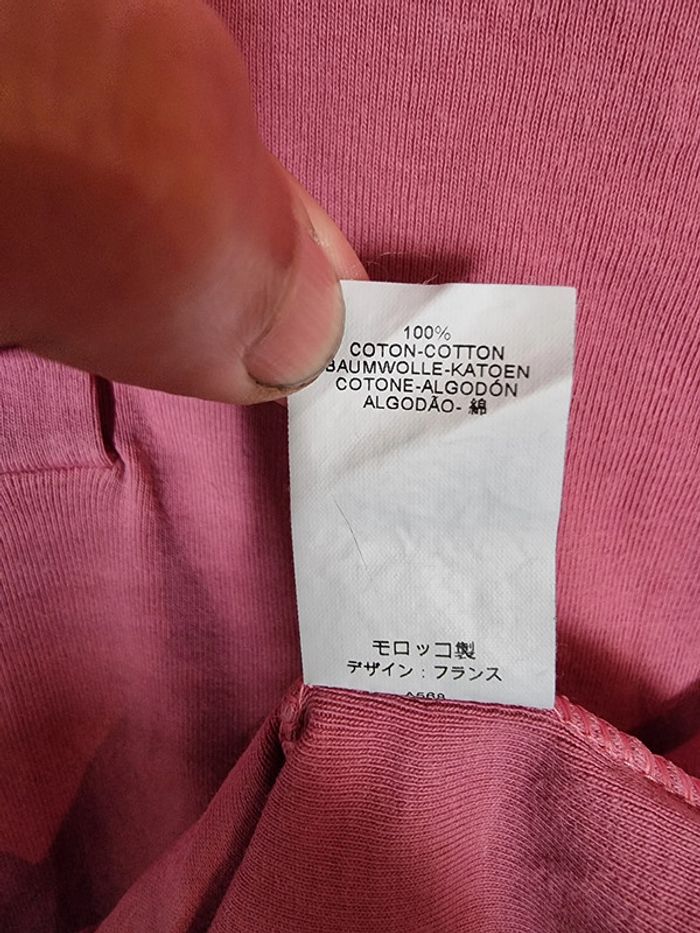 100%
COTON-COTTON
BAUMWOLLE-KATOEN
COTONE-ALGODÓN
ALGODÃO- 綿
モロッコ製
デザイン : フランス